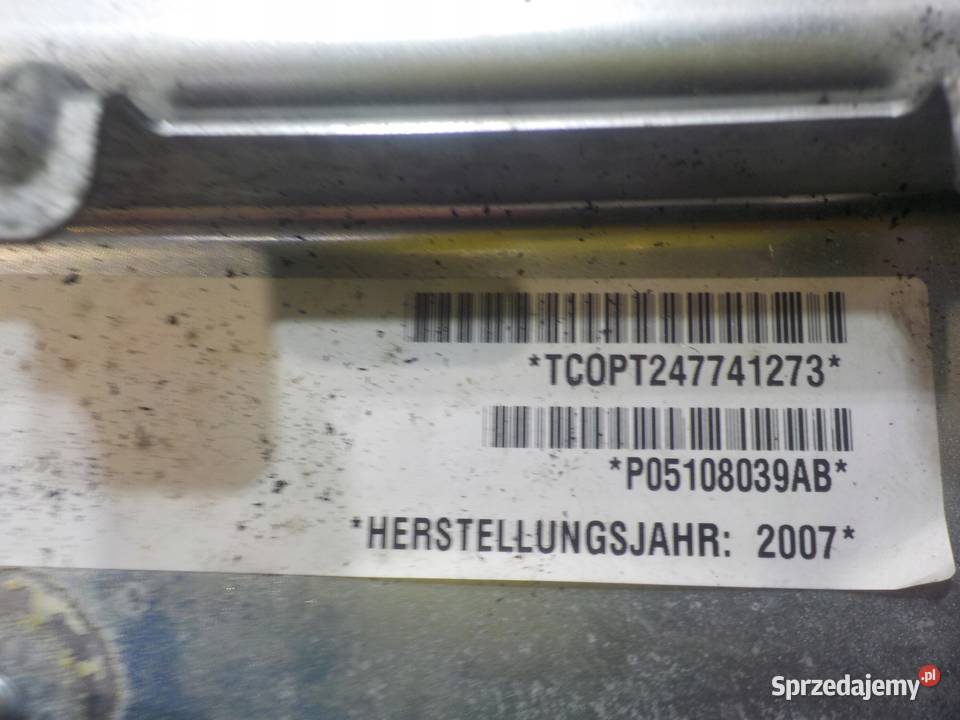 *TCOPT247741273*
*P05108039AB*
*HERSTELLUNGSJAHR: 2007*
Sprzedajemy.pl